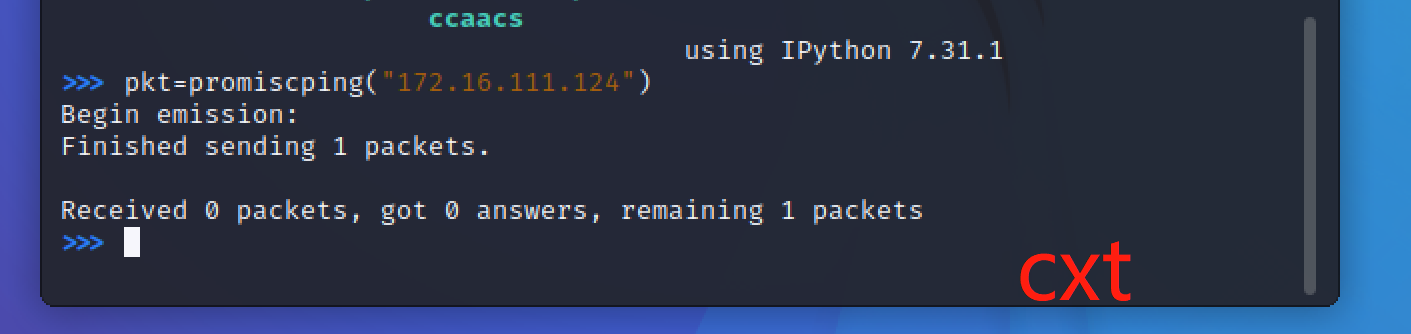 ccaacs
using IPython 7.31.1
>>> pkt=promiscping("172.16.111.124")
Begin emission:
Finished sending 1 packets.
Received 0 packets, got 0 answers, remaining 1 packets
>>>
cxt